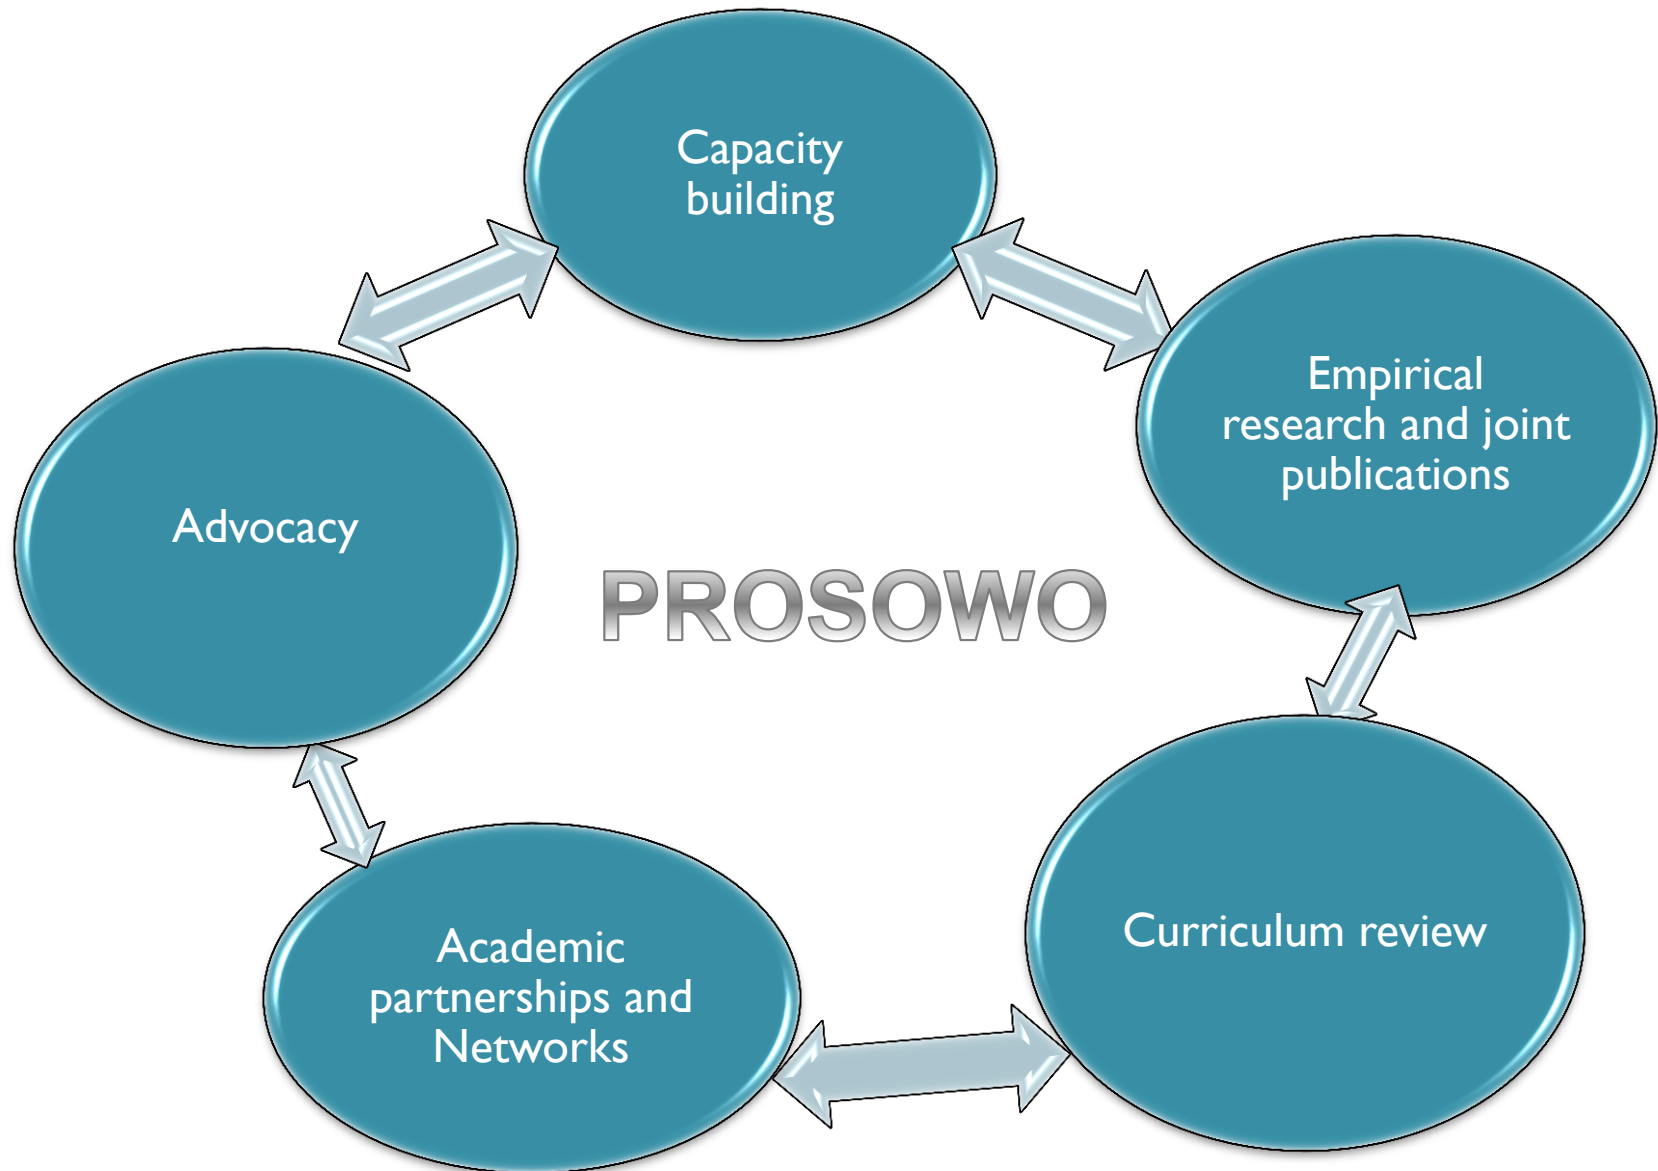 Capacity
building
Empirical
research and joint
publications
Advocacy
PROSOWO
Curriculum review
Academic
partnerships and
Networks